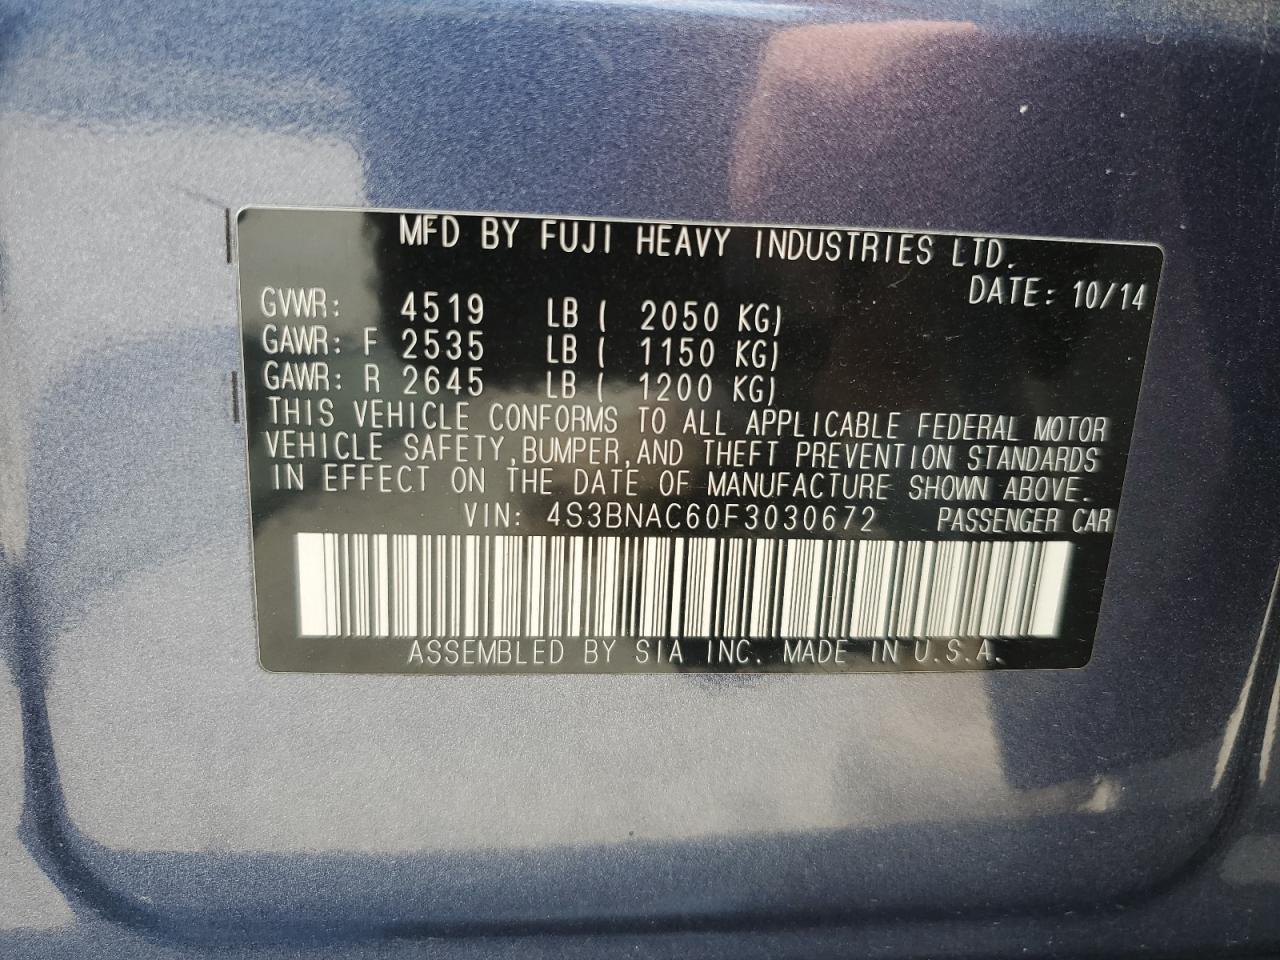 MFD BY FUJI HEAVY INDUSTRIES LTD.
DATE: 10/14
GVWR: 4519 LB ( 2050 KG)
GAWR: F 2535 LB ( 1150 KG)
GAWR: R 2645 LB ( 1200 KG)
THIS VEHICLE CONFORMS TO ALL APPLICABLE FEDERAL MOTOR
VEHICLE SAFETY, BUMPER, AND THEFT PREVENTION STANDARDS
IN EFFECT ON THE DATE OF MANUFACTURE SHOWN ABOVE.
VIN: 4S3BNAC60F3030672 PASSENGER CAR
ASSEMBLED BY SIA INC. MADE IN U.S.A.